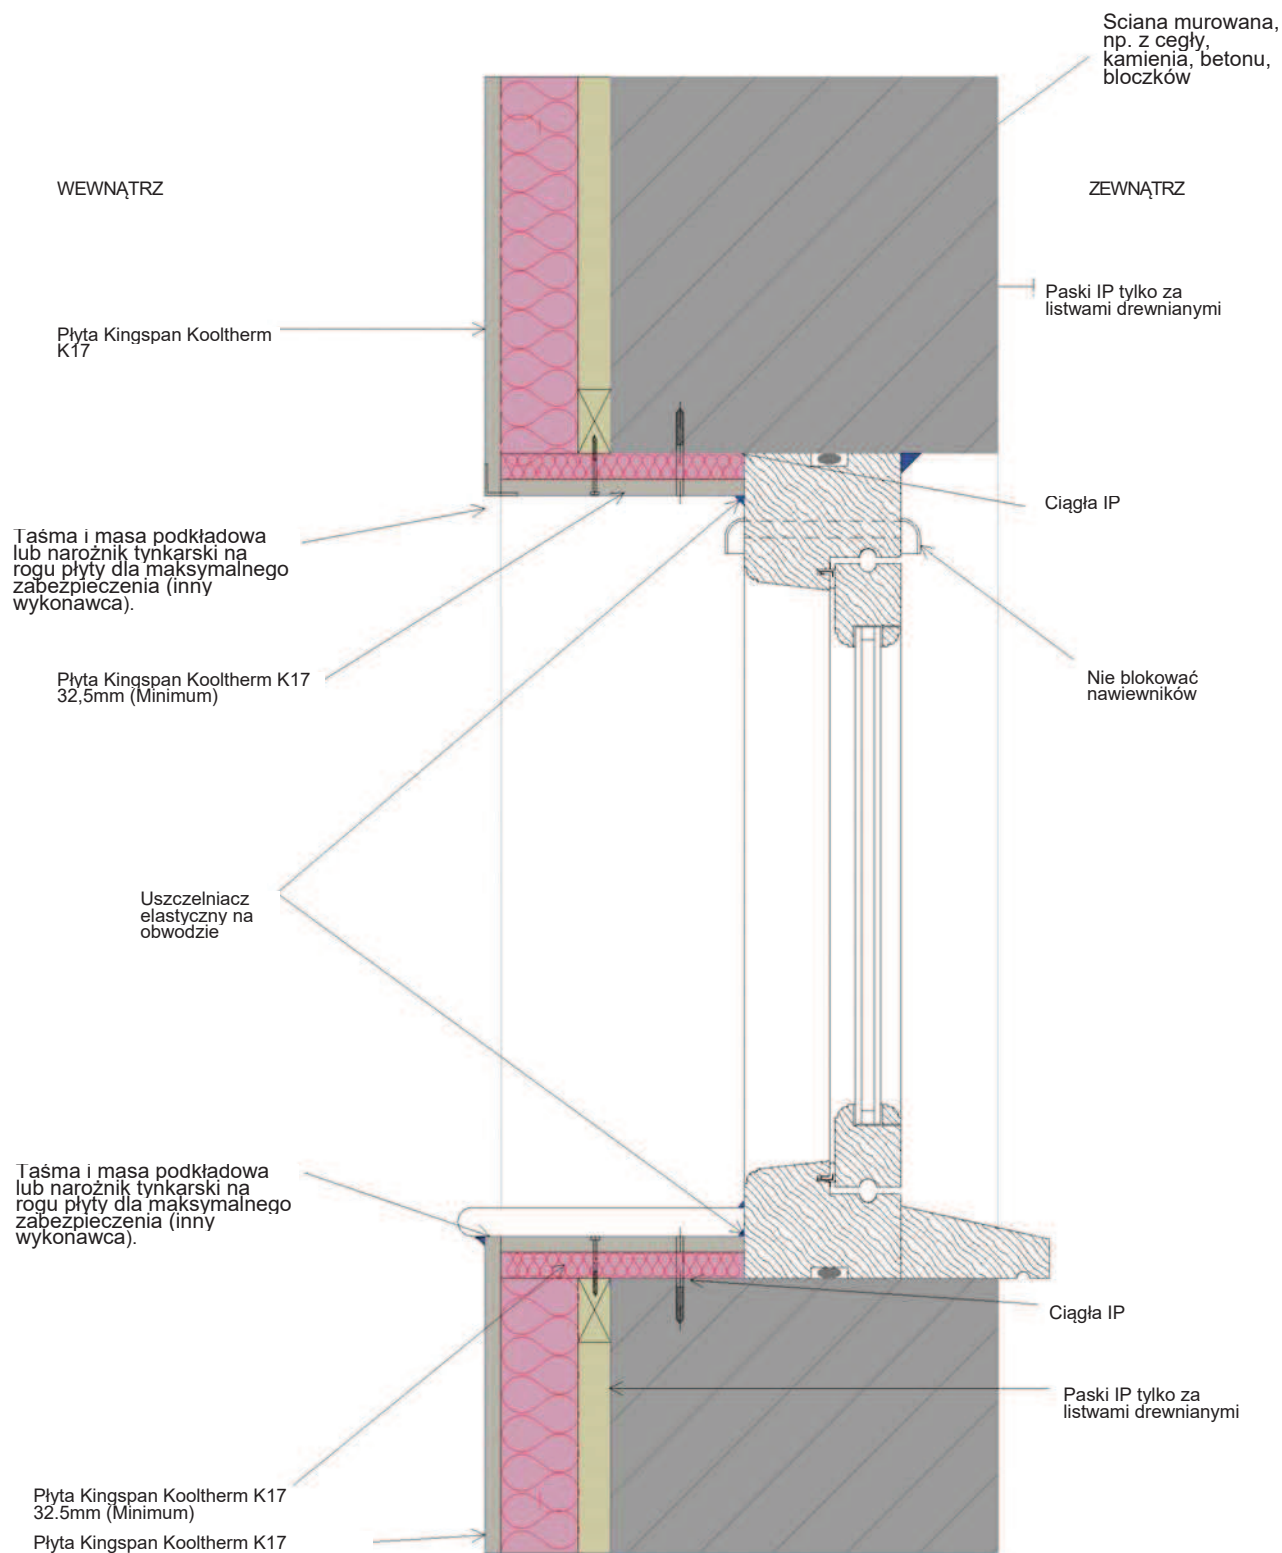 Sciana murowana,
np. z cegły,
kamienia, betonu,
bloczków
WEWNĄTRZ
ZEWNĄTRZ
Paski IP tylko za
listwami drewnianymi
Płyta Kingspan Kooltherm
K17
Ciągła IP
Taśma i masa podkładowa
lub narożnik tynkarski na
rogu płyty dla maksymalnego
zabezpieczenia (inny
wykonawca).
Płyta Kingspan Kooltherm K17
32,5mm (Minimum)
Nie blokować
nawiewników
Uszczelniacz
elastyczny na
obwodzie
Taśma i masa podkładowa
lub narożnik tynkarski na
rogu płyty dla maksymalnego
zabezpieczenia (inny
wykonawca).
Ciągła IP
Paski IP tylko za
listwami drewnianymi
Płyta Kingspan Kooltherm K17
32.5mm (Minimum)
Płyta Kingspan Kooltherm K17